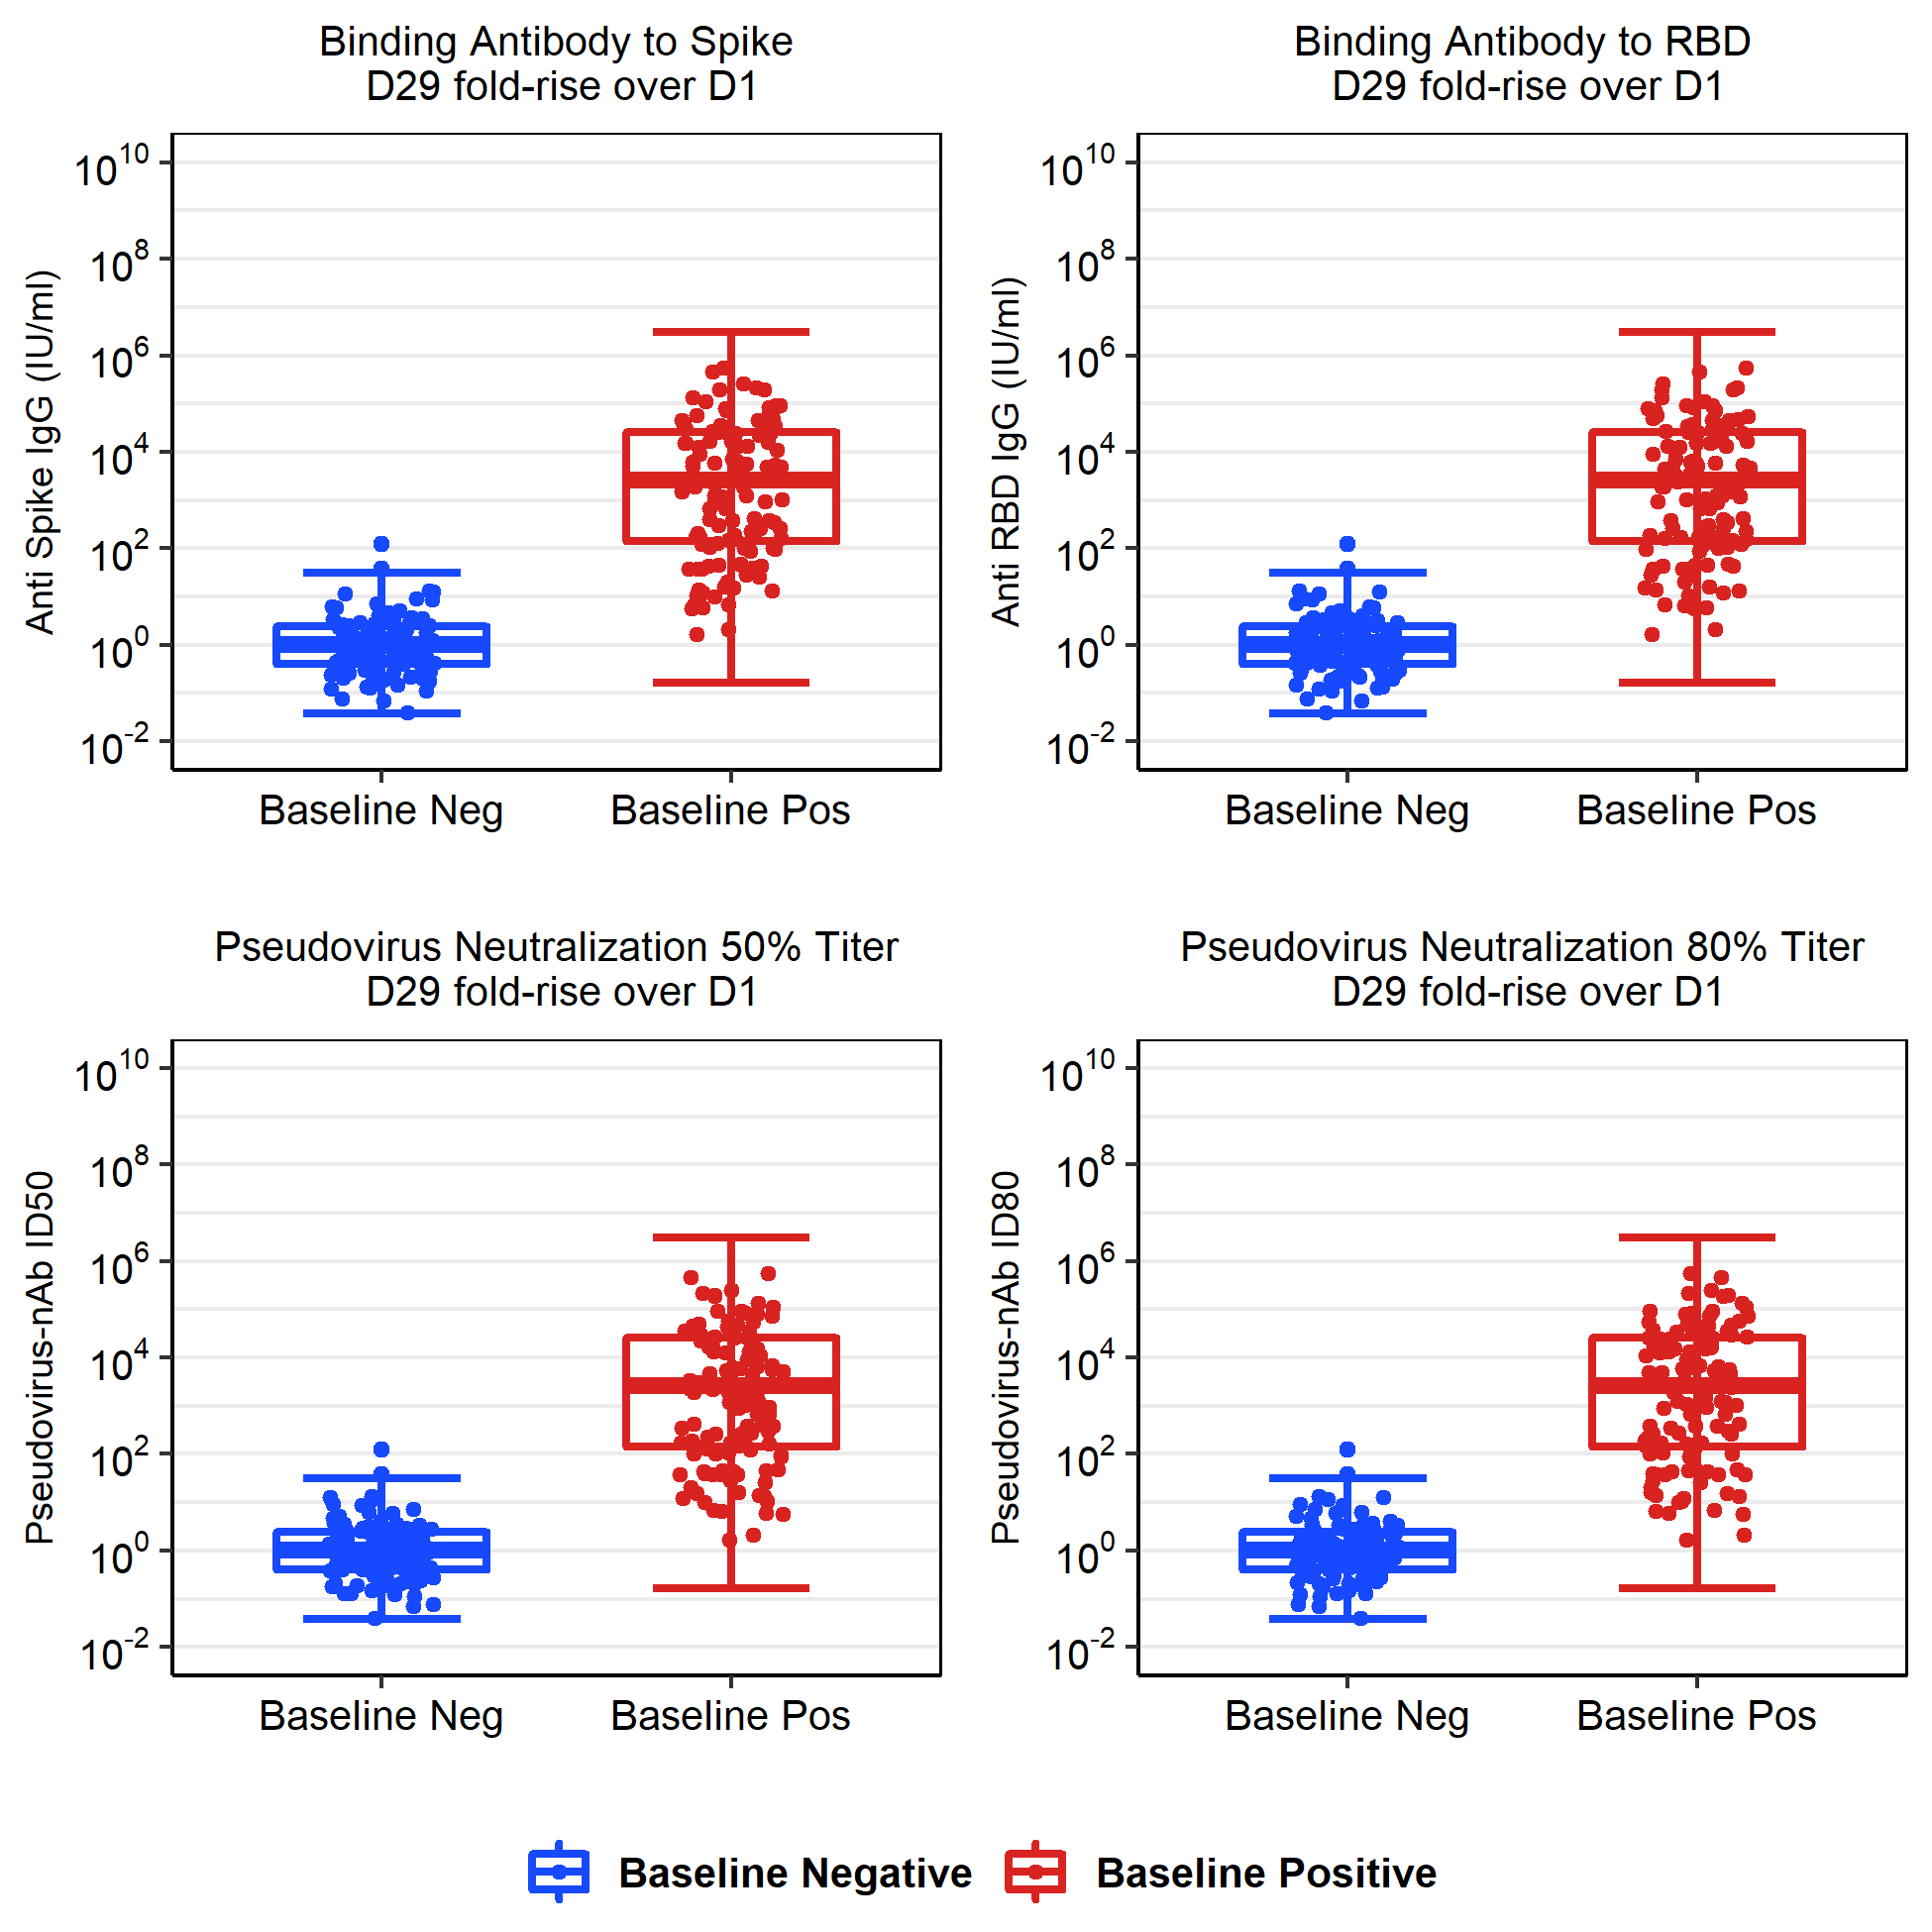 Binding Antibody to Spike
D29 fold-rise over D1
Anti Spike IgG (IU/ml)
10^10
10^8
10^6
10^4
10^2
10^0
10^-2
Baseline Neg
Baseline Pos
Binding Antibody to RBD
D29 fold-rise over D1
Anti RBD IgG (IU/ml)
10^10
10^8
10^6
10^4
10^2
10^0
10^-2
Baseline Neg
Baseline Pos
Pseudovirus Neutralization 50% Titer
D29 fold-rise over D1
Pseudovirus-nAb ID50
10^10
10^8
10^6
10^4
10^2
10^0
10^-2
Baseline Neg
Baseline Pos
Pseudovirus Neutralization 80% Titer
D29 fold-rise over D1
Pseudovirus-nAb ID80
10^10
10^8
10^6
10^4
10^2
10^0
10^-2
Baseline Neg
Baseline Pos
Baseline Negative
Baseline Positive